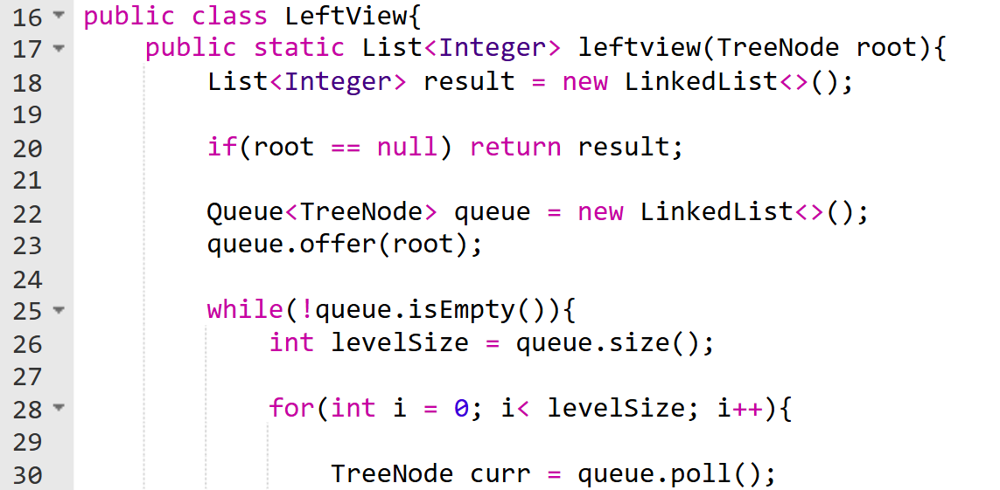 16 public class LeftView{
17     public static List<Integer> leftview(TreeNode root){
18         List<Integer> result = new LinkedList<>();
19
20         if(root == null) return result;
21
22         Queue<TreeNode> queue = new LinkedList<>();
23         queue.offer(root);
24
25         while(!queue.isEmpty()){
26             int levelSize = queue.size();
27
28             for(int i = 0; i< levelSize; i++){
29
30                 TreeNode curr = queue.poll();